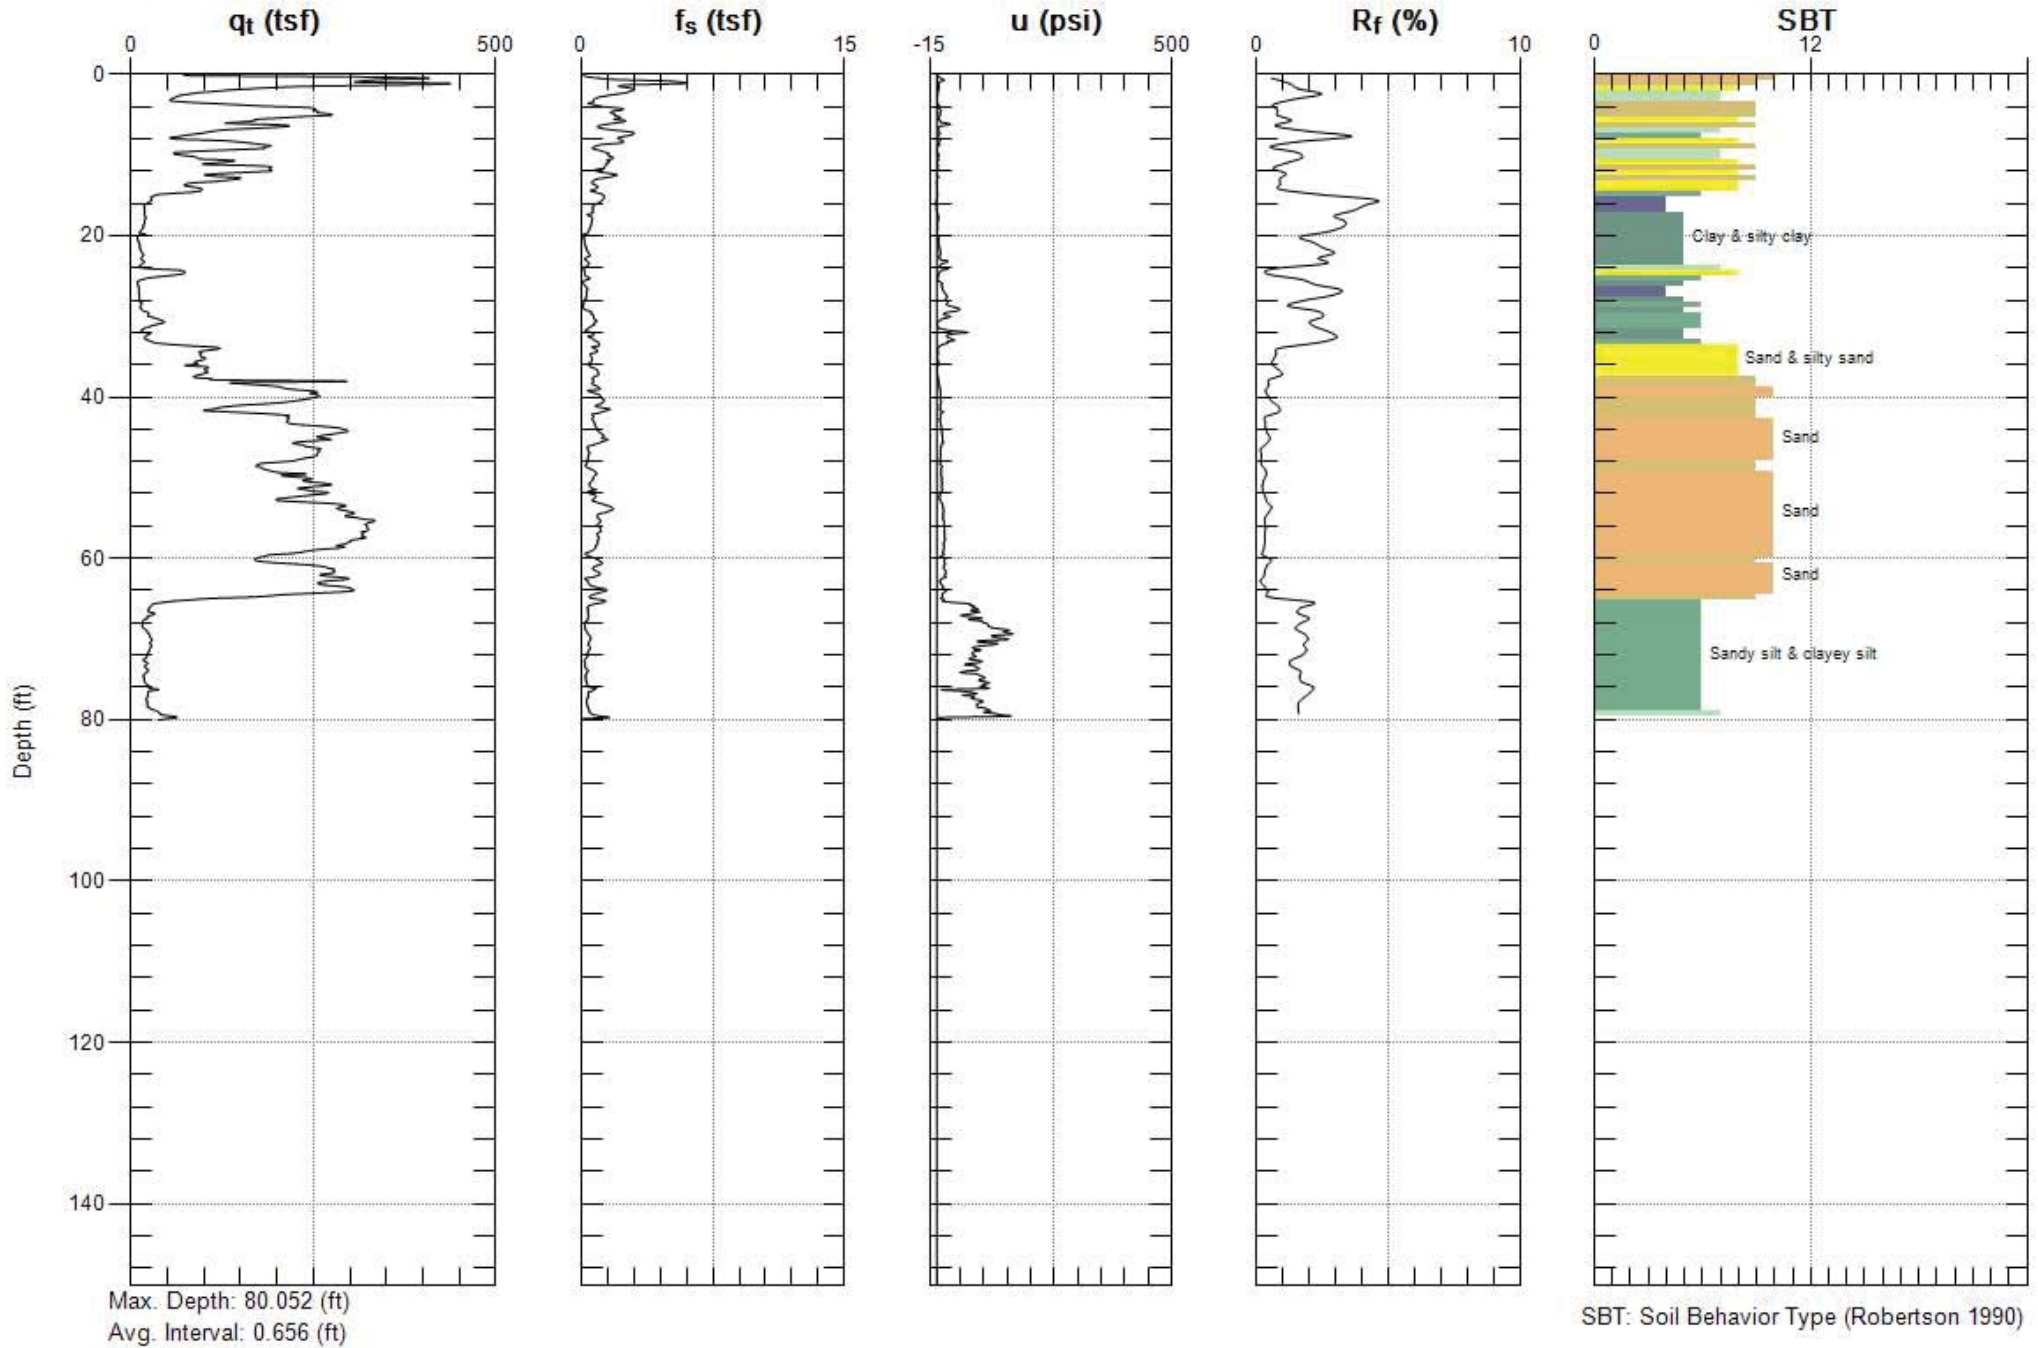 qt (tsf)
fs (tsf)
u (psi)
Rf (%)
SBT
0 500
0 15
-15 500
0 10
0 12
0
20
40
60
80
100
120
140
Depth (ft)
Clay & silty clay
Sand & silty sand
Sand
Sand
Sand
Sandy silt & clayey silt
Max. Depth: 80.052 (ft)
Avg. Interval: 0.656 (ft)
SBT: Soil Behavior Type (Robertson 1990)